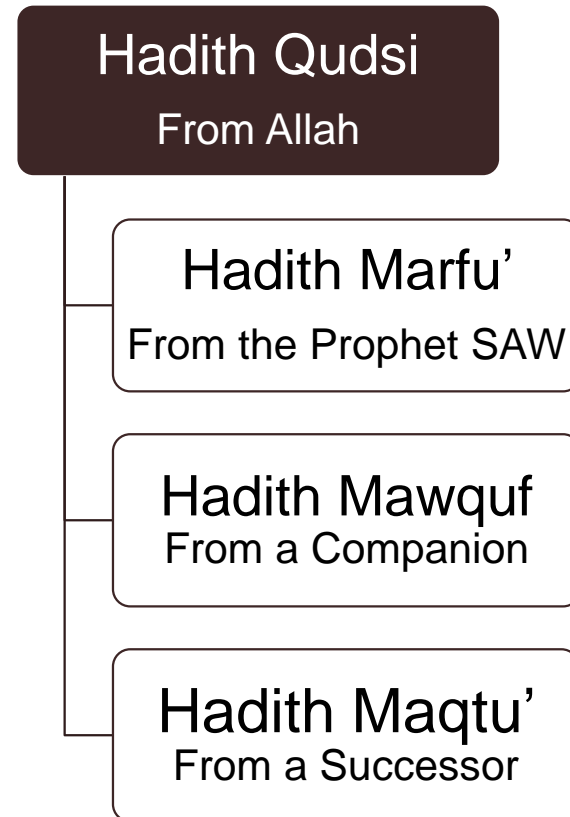 Hadith Qudsi
From Allah
Hadith Marfu’
From the Prophet SAW
Hadith Mawquf
From a Companion
Hadith Maqtu’
From a Successor